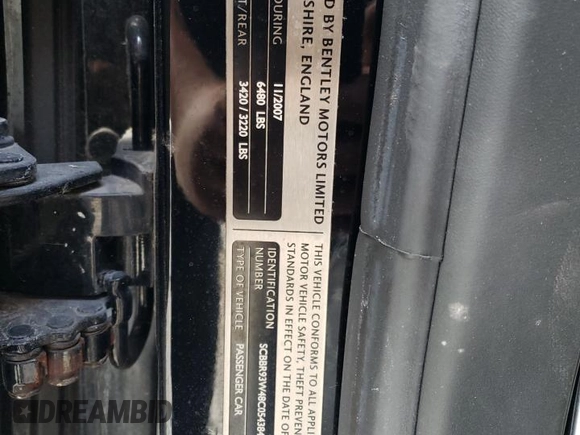 D BY BENTLEY MOTORS LIMITED
SHIRE, ENGLAND
OURING 11/2007
6480 LBS
T/REAR 3420 / 3220 LBS
THIS VEHICLE CONFORMS TO ALL APPLI
MOTOR VEHICLE SAFETY, THEFT PREVEN
STANDARDS IN EFFECT ON THE DATE OF
IDENTIFICATION
NUMBER SCBBR93W48C054384
TYPE OF VEHICLE PASSENGER CAR
DREAMBID